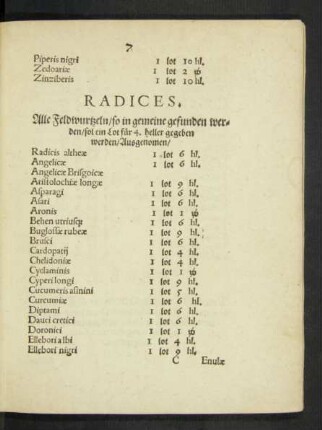 7
Piperis nigri 1 lot 10 hl.
Zedoariæ 1 lot 2 ꝟ
Zinziberis 1 lot 10 hl.
RADICES.
Alle Feldwurtzeln/so in gemeine gefunden wer-
den/sol ein Lot für 4. heller gegeben
werden/Ausgenomen/
Radicis altheæ 1 lot 6 hl.
Angelicæ 1 lot 6 hl.
Angelicæ Brisgoicæ
Aristolochiæ longæ 1 lot 9 hl.
Asparagi 1 lot 6 hl.
Asari 1 lot 6 hl.
Aronis 1 lot 1 ꝟ
Behen utriusq; 1 lot 6 hl.
Buglossæ rubeæ 1 lot 9 hl.
Brusci 1 lot 6 hl.
Cardopatij 1 lot 4 hl.
Chelidoniæ 1 lot 4 hl.
Cyclaminis 1 lot 1 ꝟ
Cyperi longi 1 lot 9 hl.
Cucumeris asinini 1 lot 5 hl.
Curcumæ 1 lot 6 hl.
Diptami 1 lot 6 hl.
Dauci cretici 1 lot 6 hl.
Doronici 1 lot 1 ꝟ
Ellebori albi 1 lot 4 hl.
Ellebori nigri 1 lot 9 hl.
C Enulæ